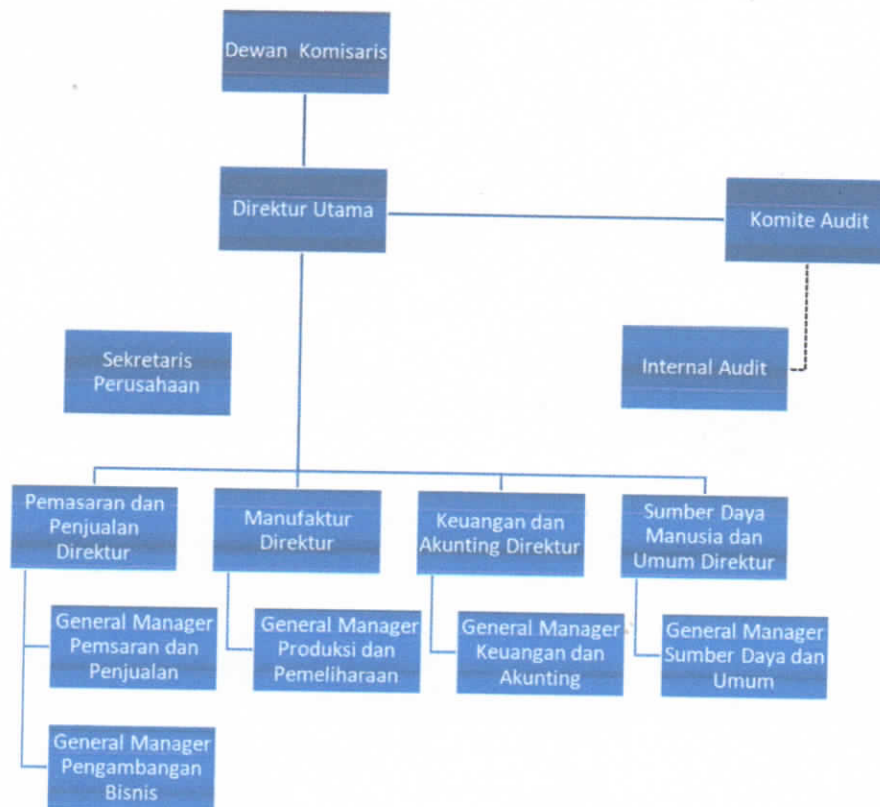 Dewan Komisaris
Direktur Utama
Komite Audit
Sekretaris
Perusahaan
Internal Audit
Pemasaran dan
Penjualan
Direktur
Manufaktur
Direktur
Keuangan dan
Akunting Direktur
Sumber Daya
Manusia dan
Umum Direktur
General Manager
Pemsaran dan
Penjualan
General Manager
Produksi dan
Pemeliharaan
General Manager
Keuangan dan
Akunting
General Manager
Sumber Daya dan
Umum
General Manager
Pengambangan
Bisnis